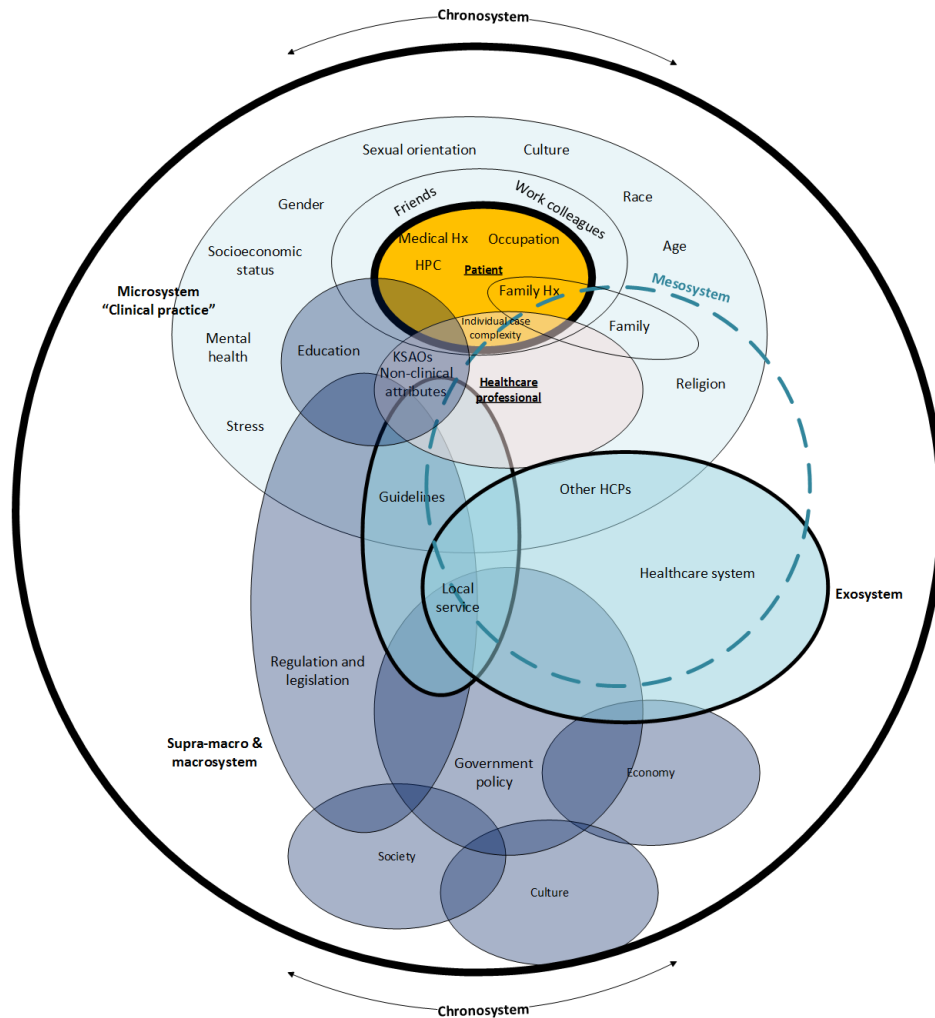 Chronosystem
Sexual orientation
Culture
Gender
Friends
Work colleagues
Race
Socioeconomic
status
Medical Hx
Occupation
Age
HPC
Patient
Microsystem
“Clinical practice”
Family Hx
Mesosystem
Mental
health
Education
Individual case
complexity
Family
KSAOs
Non-clinical
attributes
Healthcare
professional
Religion
Stress
Guidelines
Other HCPs
Healthcare system
Local
service
Exosystem
Regulation and
legislation
Supra-macro &
macrosystem
Government
policy
Economy
Society
Culture
Chronosystem